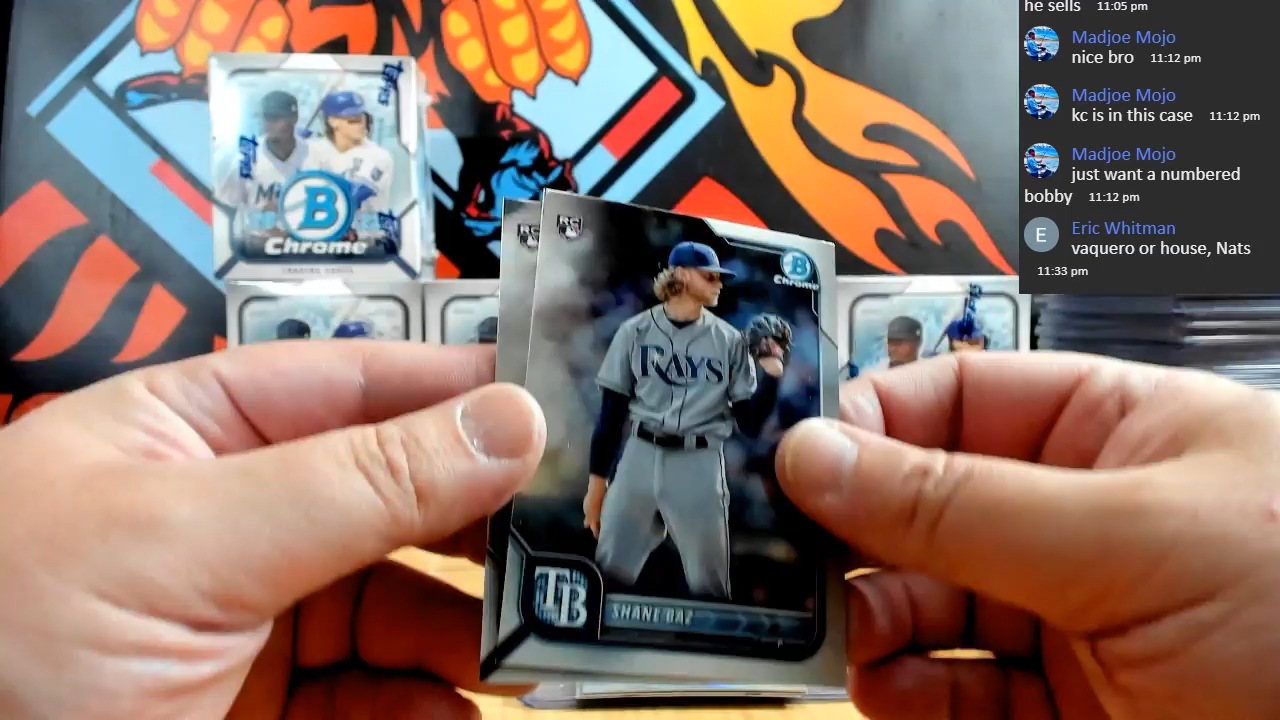 he sells 11:05 pm
Madjoe Mojo
nice bro 11:12 pm
Madjoe Mojo
kc is in this case 11:12 pm
Madjoe Mojo
just want a numbered
bobby 11:12 pm
Eric Whitman
vaquero or house, Nats
11:33 pm
E
topps
topps
B
Chrome
RC
RC
B
Chrome
RAYS
TB
SHANE BAZ